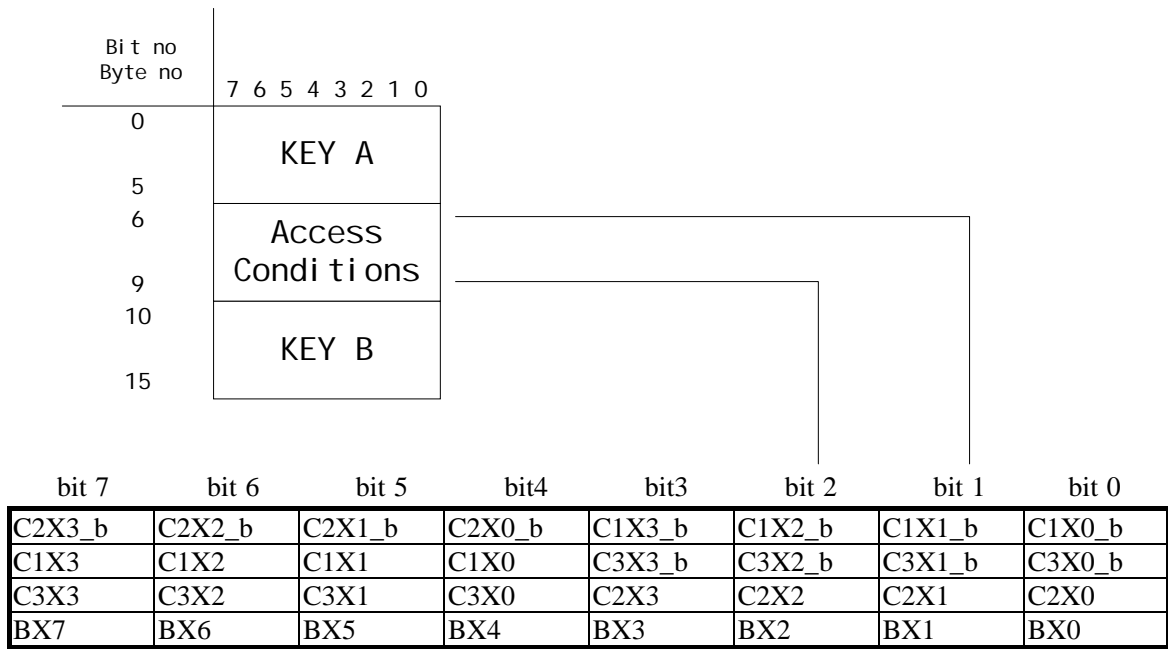 Bit no
Byte no
7 6 5 4 3 2 1 0
0
KEY A
5
6
Access
Conditions
9
10
KEY B
15
bit 7 bit 6 bit 5 bit4 bit3 bit 2 bit 1 bit 0
C2X3_b C2X2_b C2X1_b C2X0_b C1X3_b C1X2_b C1X1_b C1X0_b
C1X3 C1X2 C1X1 C1X0 C3X3_b C3X2_b C3X1_b C3X0_b
C3X3 C3X2 C3X1 C3X0 C2X3 C2X2 C2X1 C2X0
BX7 BX6 BX5 BX4 BX3 BX2 BX1 BX0